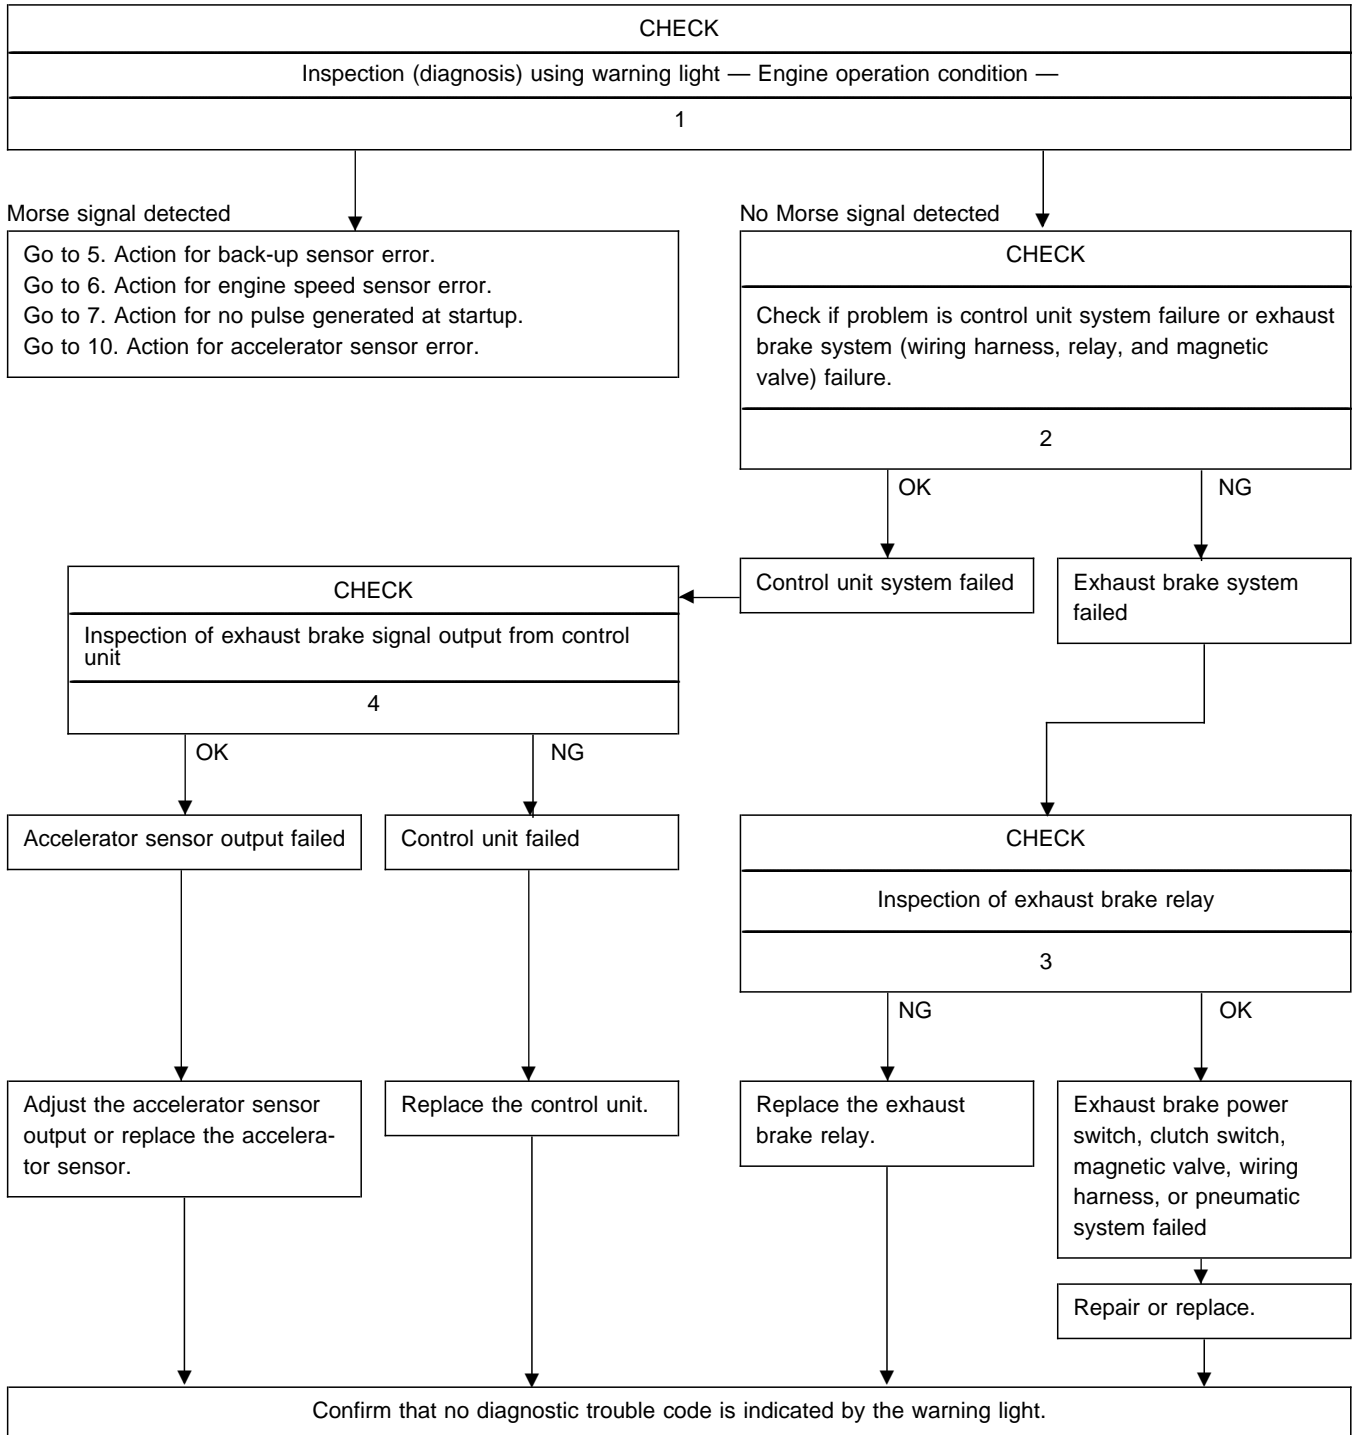 CHECK
Inspection (diagnosis) using warning light — Engine operation condition —
1
Morse signal detected
No Morse signal detected
Go to 5. Action for back-up sensor error.
Go to 6. Action for engine speed sensor error.
Go to 7. Action for no pulse generated at startup.
Go to 10. Action for accelerator sensor error.
CHECK
Check if problem is control unit system failure or exhaust
brake system (wiring harness, relay, and magnetic
valve) failure.
2
OK
NG
Control unit system failed
Exhaust brake system
failed
CHECK
Inspection of exhaust brake signal output from control
unit
4
OK
NG
Accelerator sensor output failed
Control unit failed
CHECK
Inspection of exhaust brake relay
3
NG
OK
Adjust the accelerator sensor
output or replace the accelera-
tor sensor.
Replace the control unit.
Replace the exhaust
brake relay.
Exhaust brake power
switch, clutch switch,
magnetic valve, wiring
harness, or pneumatic
system failed
Repair or replace.
Confirm that no diagnostic trouble code is indicated by the warning light.